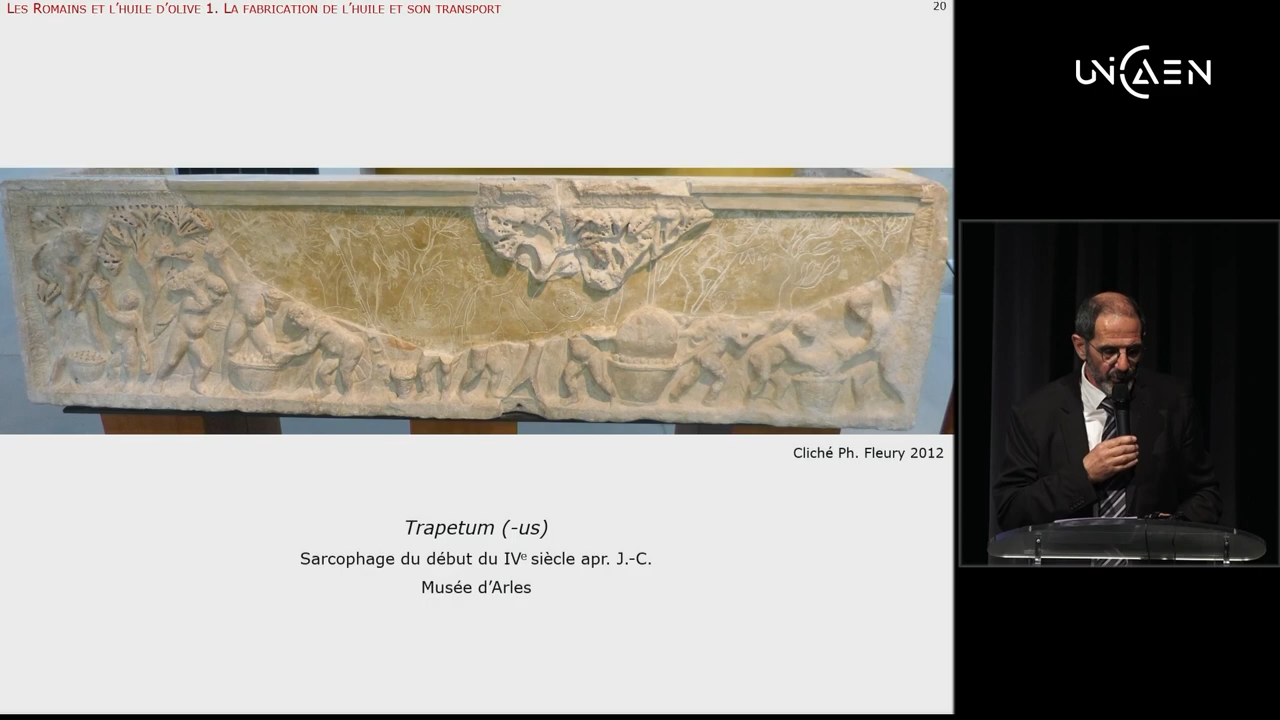 Les Romains et l’huile d’olive 1. La fabrication de l’huile et son transport
20
UNICAEN
Cliché Ph. Fleury 2012
Trapetum (-us)
Sarcophage du début du IVe siècle apr. J.-C.
Musée d’Arles